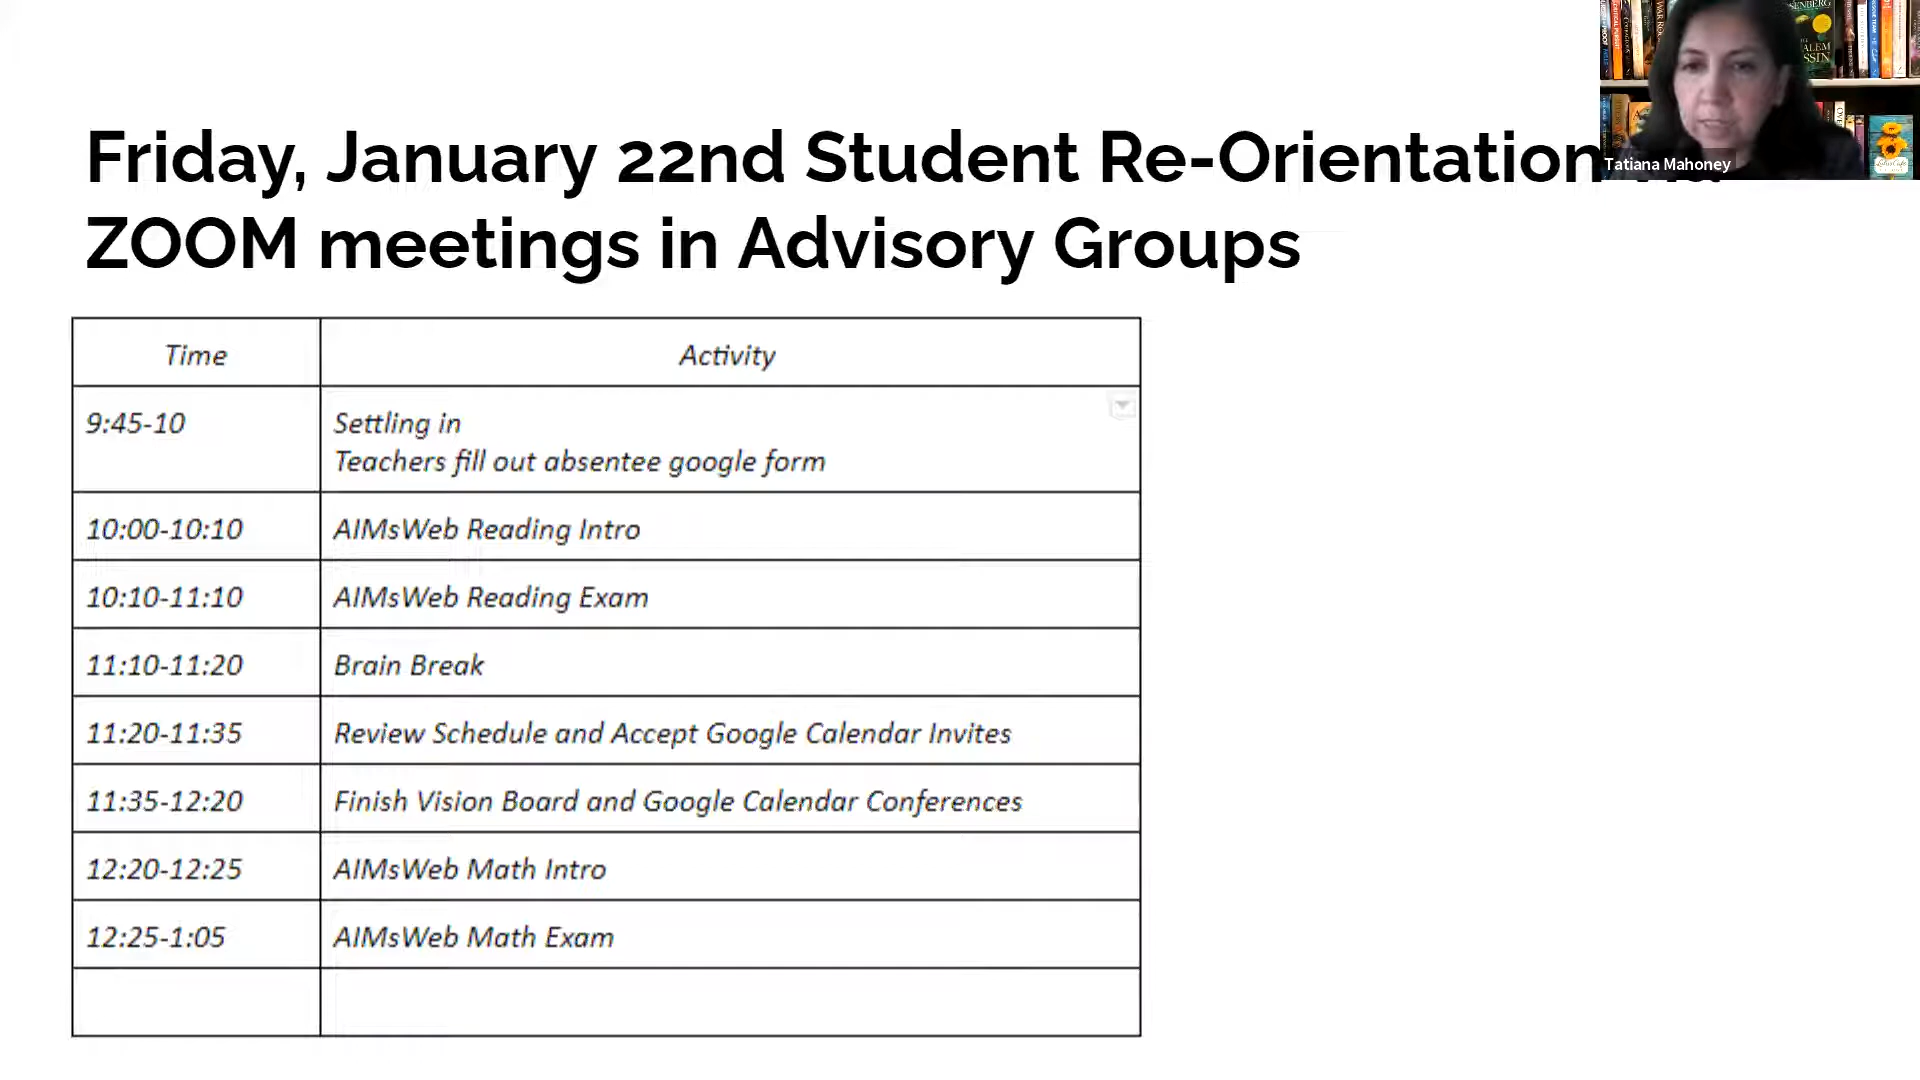 Friday, January 22nd Student Re-Orientation
ZOOM meetings in Advisory Groups
Tatiana Mahoney
Time Activity
9:45-10 Settling in
Teachers fill out absentee google form
10:00-10:10 AIMsWeb Reading Intro
10:10-11:10 AIMsWeb Reading Exam
11:10-11:20 Brain Break
11:20-11:35 Review Schedule and Accept Google Calendar Invites
11:35-12:20 Finish Vision Board and Google Calendar Conferences
12:20-12:25 AIMsWeb Math Intro
12:25-1:05 AIMsWeb Math Exam